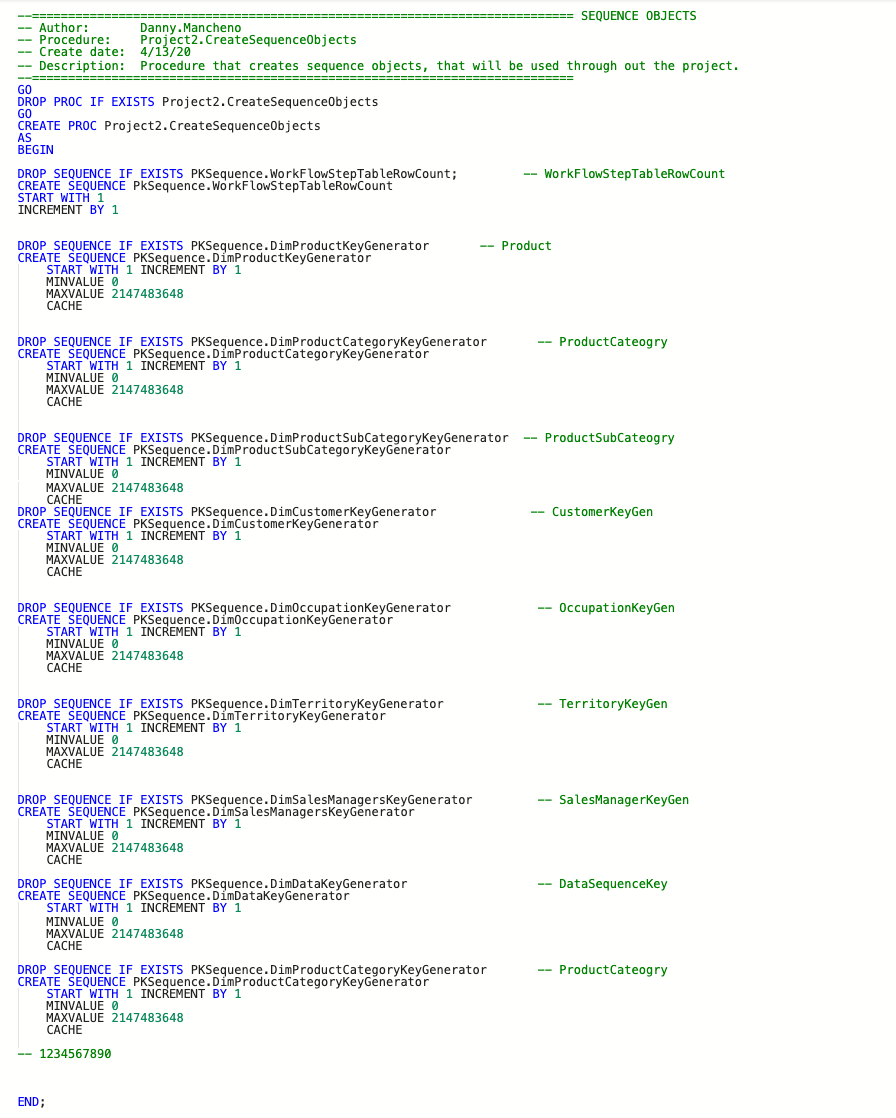 --=========================================================================== SEQUENCE OBJECTS
-- Author:       Danny.Mancheno
-- Procedure:    Project2.CreateSequenceObjects
-- Create date:  4/13/20
-- Description:  Procedure that creates sequence objects, that will be used through out the project.
--===========================================================================
GO
DROP PROC IF EXISTS Project2.CreateSequenceObjects
GO
CREATE PROC Project2.CreateSequenceObjects
AS
BEGIN
DROP SEQUENCE IF EXISTS PKSequence.WorkFlowStepTableRowCount;         -- WorkFlowStepTableRowCount
CREATE SEQUENCE PkSequence.WorkFlowStepTableRowCount
START WITH 1
INCREMENT BY 1
DROP SEQUENCE IF EXISTS PKSequence.DimProductKeyGenerator       -- Product
CREATE SEQUENCE PKSequence.DimProductKeyGenerator
    START WITH 1 INCREMENT BY 1
    MINVALUE 0
    MAXVALUE 2147483648
    CACHE
DROP SEQUENCE IF EXISTS PKSequence.DimProductCategoryKeyGenerator       -- ProductCateogry
CREATE SEQUENCE PKSequence.DimProductCategoryKeyGenerator
    START WITH 1 INCREMENT BY 1
    MINVALUE 0
    MAXVALUE 2147483648
    CACHE
DROP SEQUENCE IF EXISTS PKSequence.DimProductSubCategoryKeyGenerator  -- ProductSubCateogry
CREATE SEQUENCE PKSequence.DimProductSubCategoryKeyGenerator
    START WITH 1 INCREMENT BY 1
    MINVALUE 0
    MAXVALUE 2147483648
    CACHE
DROP SEQUENCE IF EXISTS PKSequence.DimCustomerKeyGenerator             -- CustomerKeyGen
CREATE SEQUENCE PKSequence.DimCustomerKeyGenerator
    START WITH 1 INCREMENT BY 1
    MINVALUE 0
    MAXVALUE 2147483648
    CACHE
DROP SEQUENCE IF EXISTS PKSequence.DimOccupationKeyGenerator            -- OccupationKeyGen
CREATE SEQUENCE PKSequence.DimOccupationKeyGenerator
    START WITH 1 INCREMENT BY 1
    MINVALUE 0
    MAXVALUE 2147483648
    CACHE
DROP SEQUENCE IF EXISTS PKSequence.DimTerritoryKeyGenerator             -- TerritoryKeyGen
CREATE SEQUENCE PKSequence.DimTerritoryKeyGenerator
    START WITH 1 INCREMENT BY 1
    MINVALUE 0
    MAXVALUE 2147483648
    CACHE
DROP SEQUENCE IF EXISTS PKSequence.DimSalesManagersKeyGenerator         -- SalesManagerKeyGen
CREATE SEQUENCE PKSequence.DimSalesManagersKeyGenerator
    START WITH 1 INCREMENT BY 1
    MINVALUE 0
    MAXVALUE 2147483648
    CACHE
DROP SEQUENCE IF EXISTS PKSequence.DimDataKeyGenerator                  -- DataSequenceKey
CREATE SEQUENCE PKSequence.DimDataKeyGenerator
    START WITH 1 INCREMENT BY 1
    MINVALUE 0
    MAXVALUE 2147483648
    CACHE
DROP SEQUENCE IF EXISTS PKSequence.DimProductCategoryKeyGenerator       -- ProductCateogry
CREATE SEQUENCE PKSequence.DimProductCategoryKeyGenerator
    START WITH 1 INCREMENT BY 1
    MINVALUE 0
    MAXVALUE 2147483648
    CACHE
-- 1234567890
END;